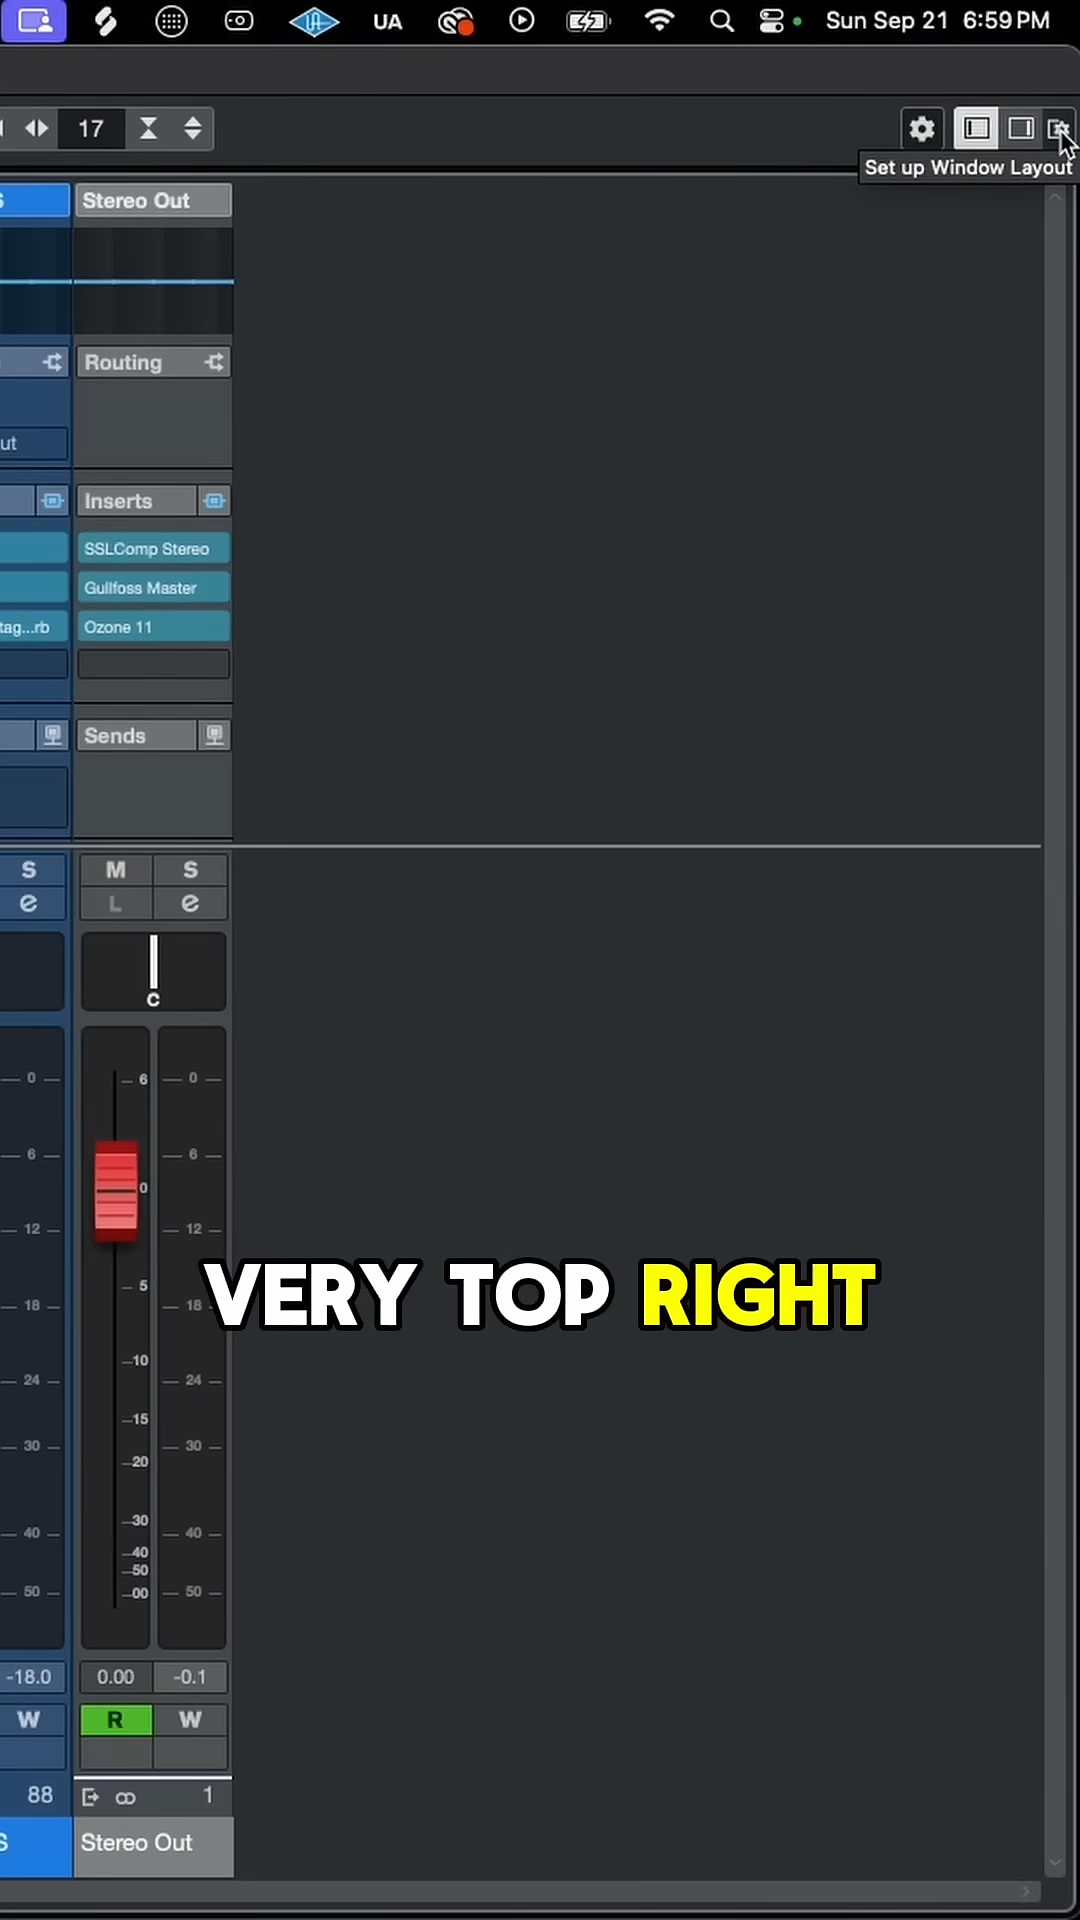 UA Sun Sep 21 6:59 PM
17
Set up Window Layout
S Stereo Out
Routing
ut
Inserts
SSLComp Stereo
Gullfoss Master
tag...rb Ozone 11
Sends
S M S
e L e
C
0 6 0
6 6
0
12 12
5
18 18
10
24 24
15
30 30
20
30
40 40 40
50
50 00 50
VERY TOP RIGHT
-18.0 0.00 -0.1
W R W
88 1
S Stereo Out